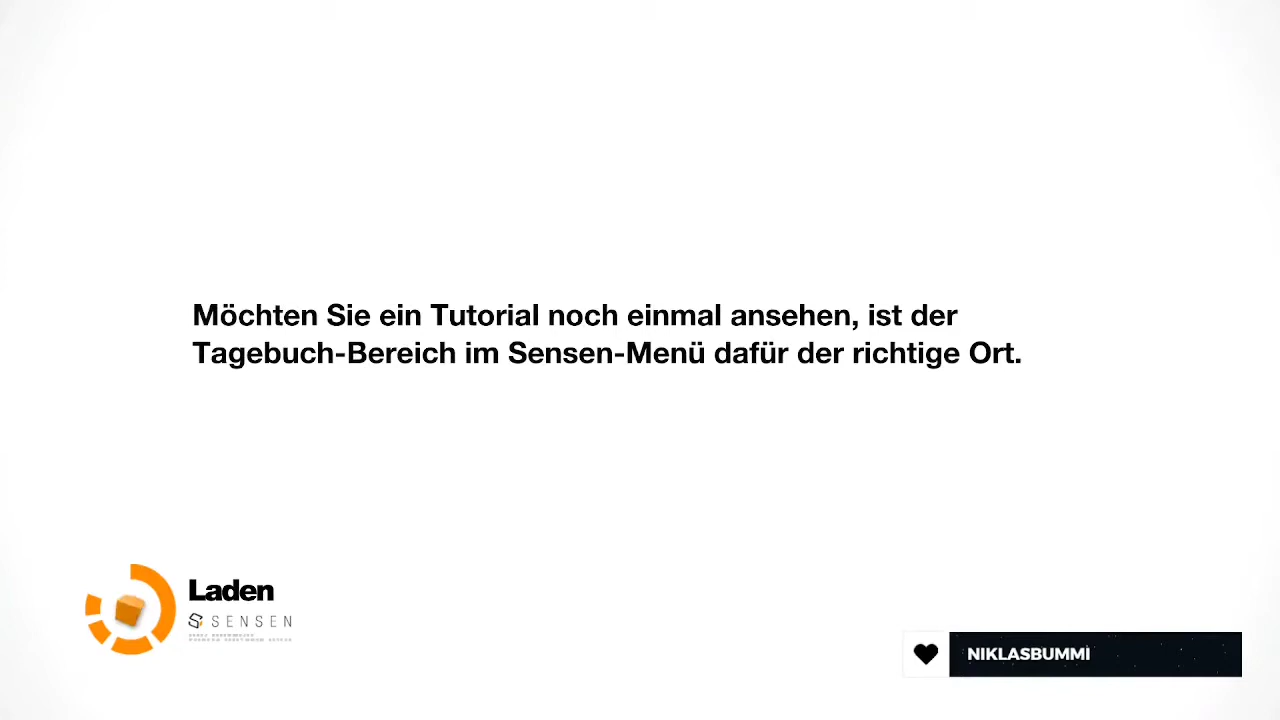 Möchten Sie ein Tutorial noch einmal ansehen, ist der
Tagebuch-Bereich im Sensen-Menü dafür der richtige Ort.
Laden
SENSEN
NIKLASBUMMI